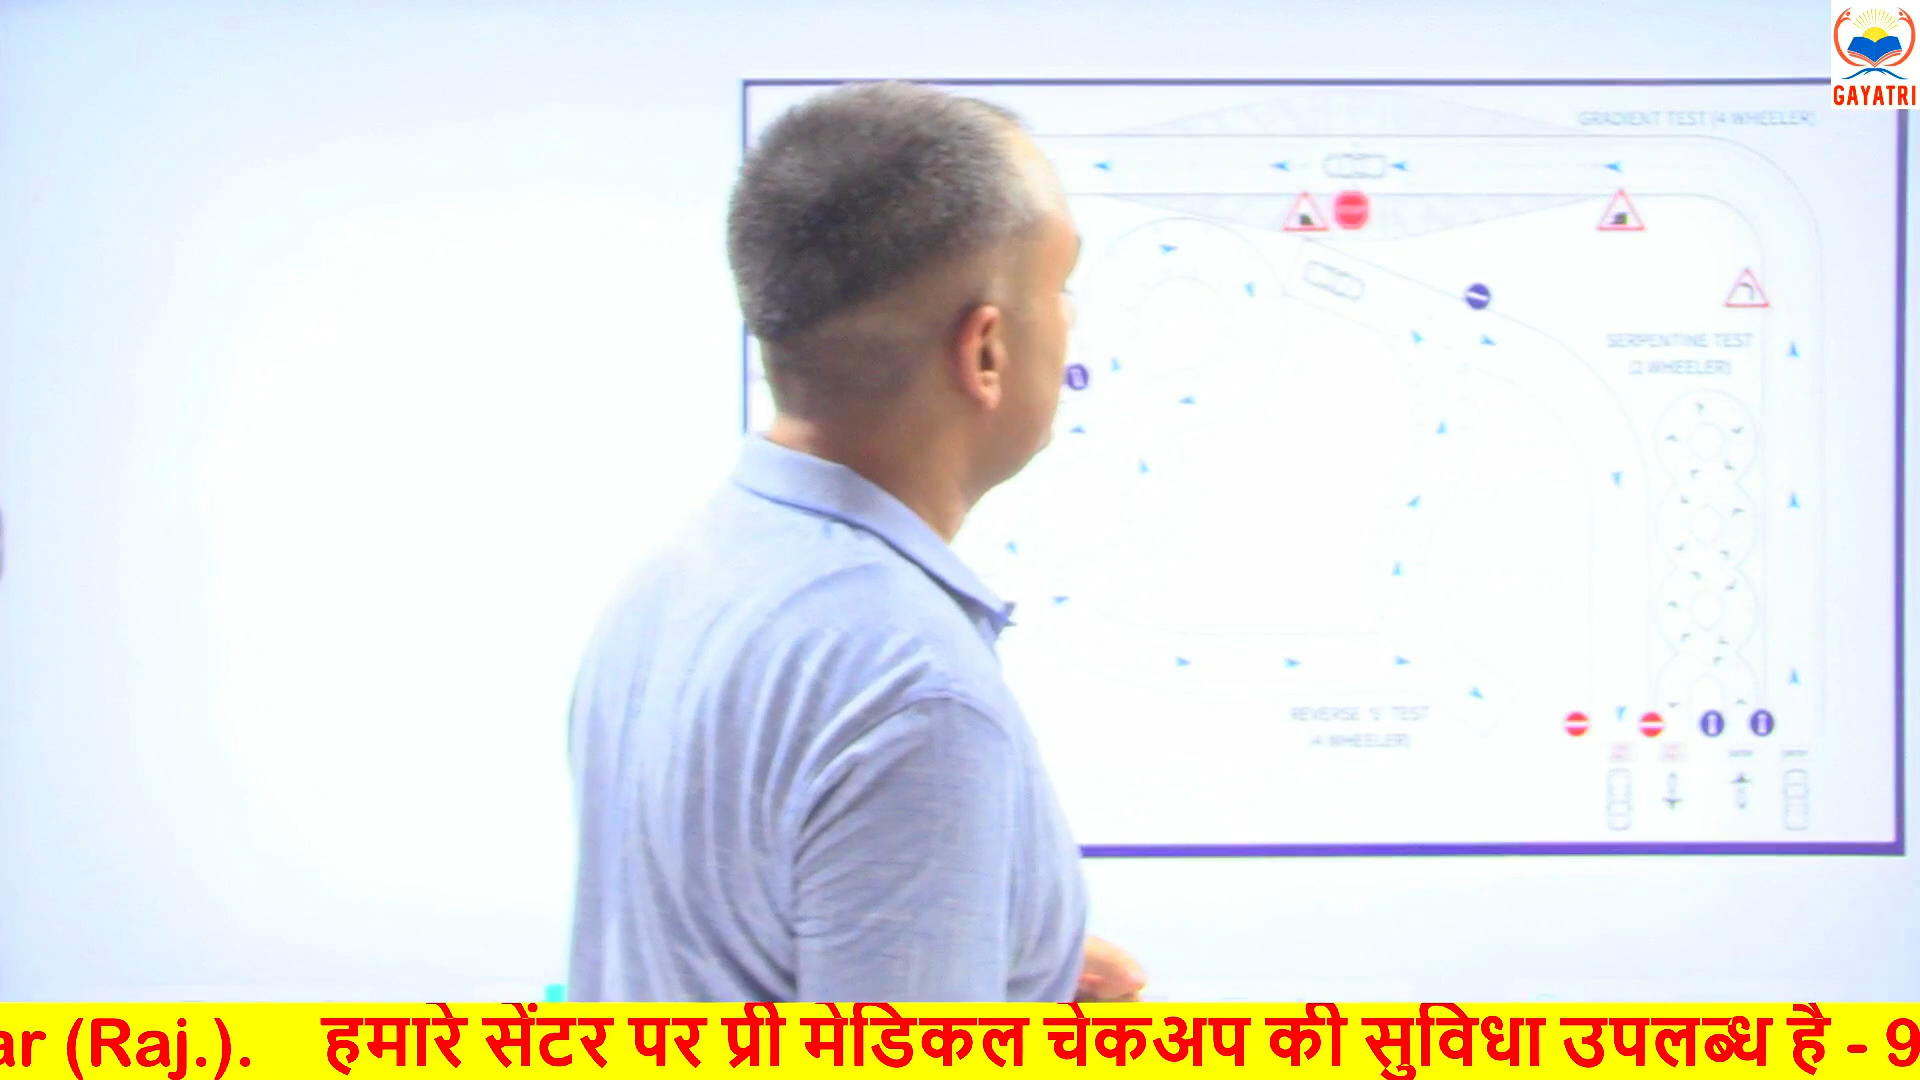 GAYATRI
GRADIENT TEST (4 WHEELER)
SERPENTINE TEST
(2 WHEELER)
REVERSE 'S' TEST
(4 WHEELER)
ar (Raj.). हमारे सेंटर पर प्री मेडिकल चेकअप की सुविधा उपलब्ध है - 9